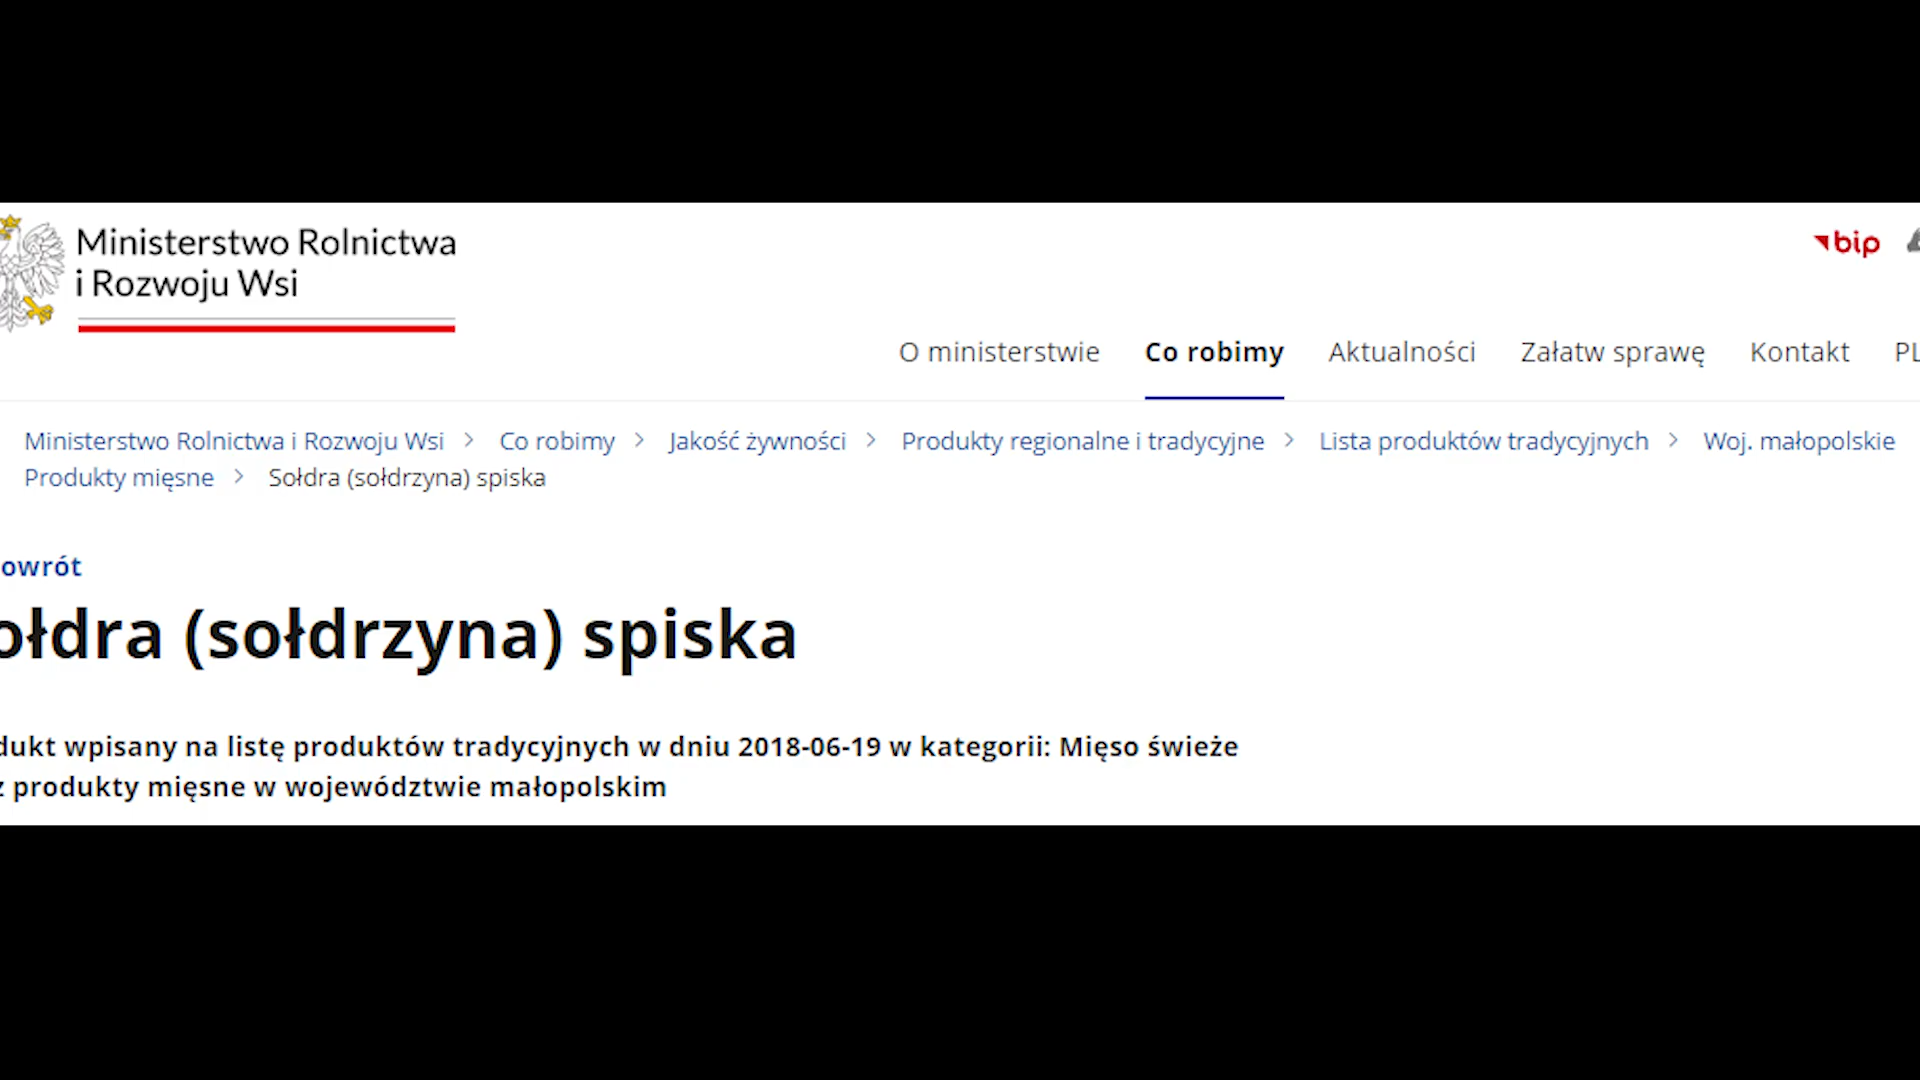 Ministerstwo Rolnictwa
i Rozwoju Wsi
bip
O ministerstwie Co robimy Aktualności Załatw sprawę Kontakt PL
Ministerstwo Rolnictwa i Rozwoju Wsi > Co robimy > Jakość żywności > Produkty regionalne i tradycyjne > Lista produktów tradycyjnych > Woj. małopolskie
Produkty mięsne > Sołdra (sołdrzyna) spiska
owrót
ołdra (sołdrzyna) spiska
dukt wpisany na listę produktów tradycyjnych w dniu 2018-06-19 w kategorii: Mięso świeże
z produkty mięsne w województwie małopolskim